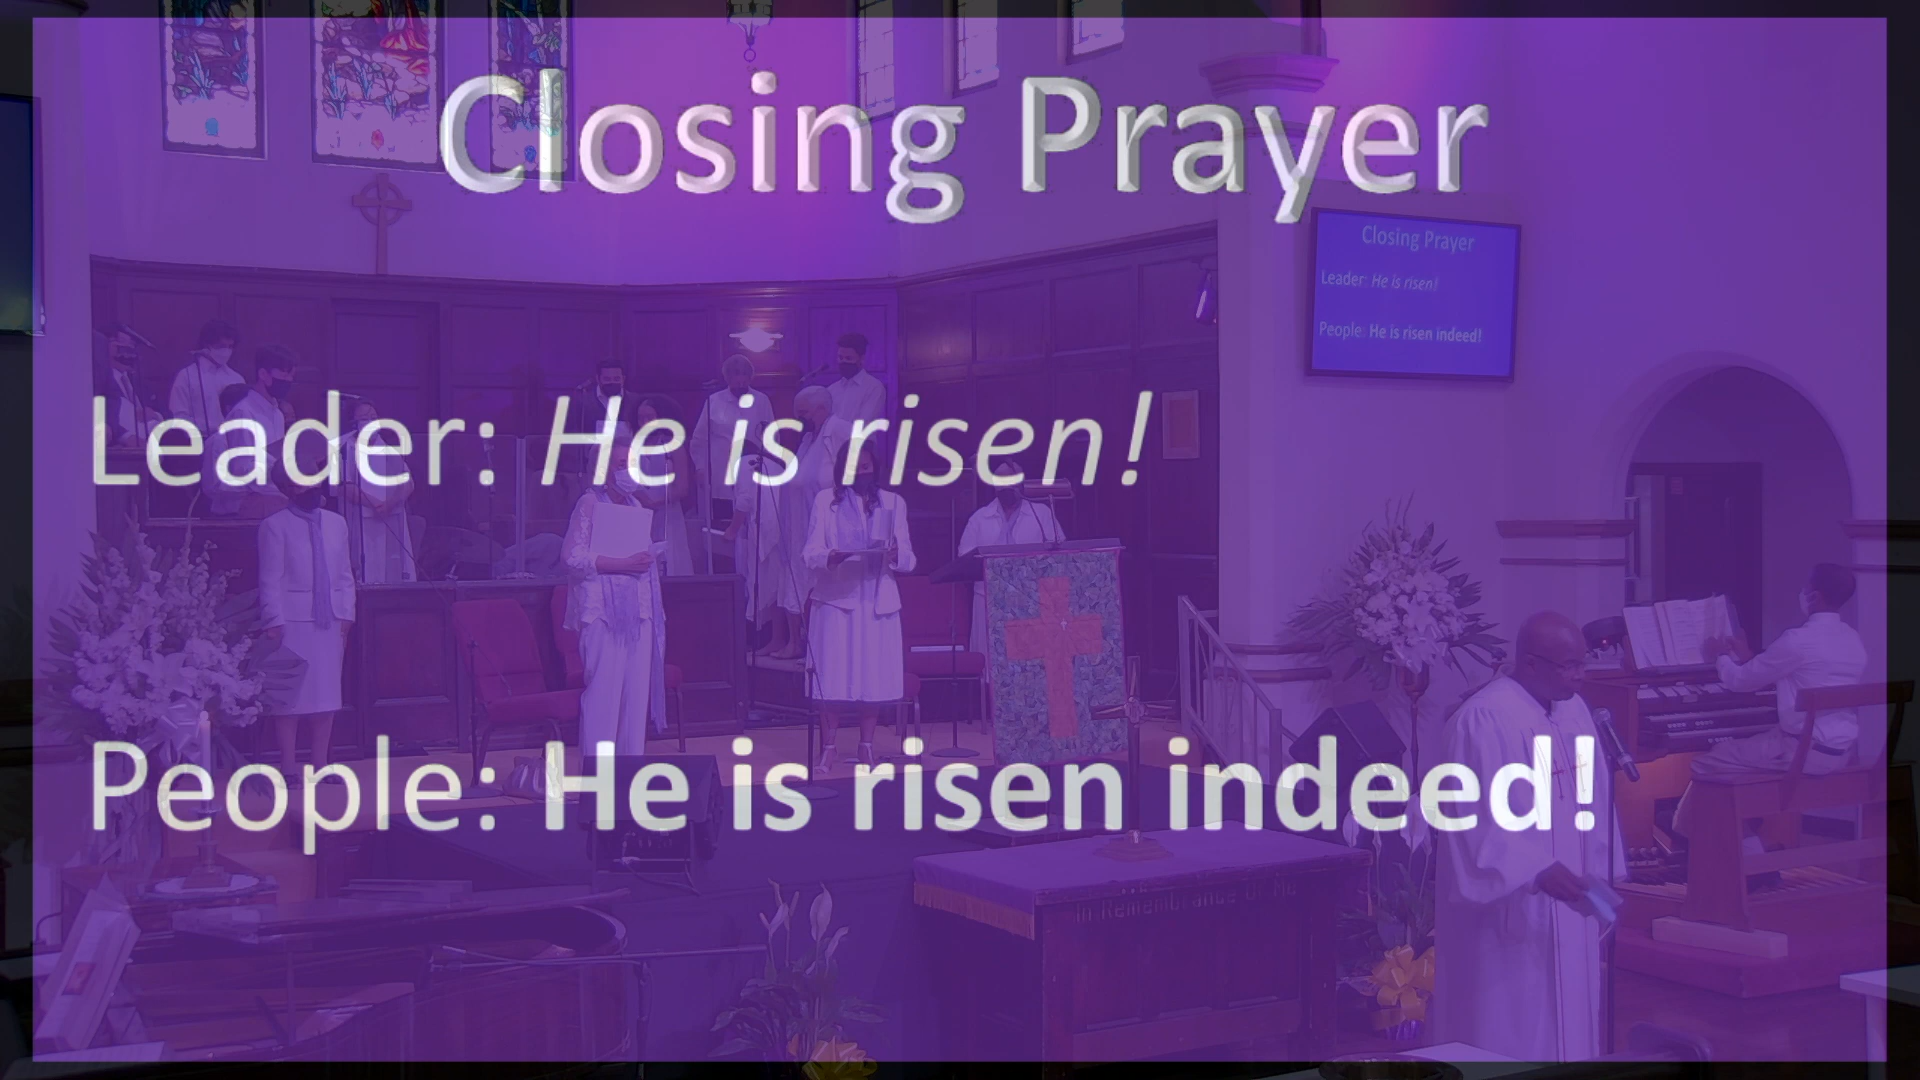 Closing Prayer
Leader: He is risen!
People: He is risen indeed!
Closing Prayer
Leader: He is risen!
People: He is risen indeed!
In Remembrance Of Me